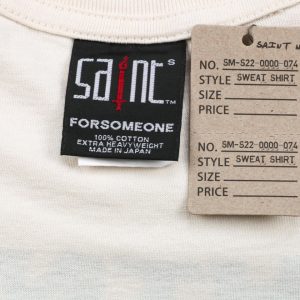 saint
S
TM
FORSOMEONE
100% COTTON
EXTRA HEAVYWEIGHT
MADE IN JAPAN
SAINT
NO. SM-S22-0000-074
STYLE SWEAT SHIRT
SIZE
PRICE
NO. SM-S22-0000-074
STYLE SWEAT SHIRT
SIZE
PRICE